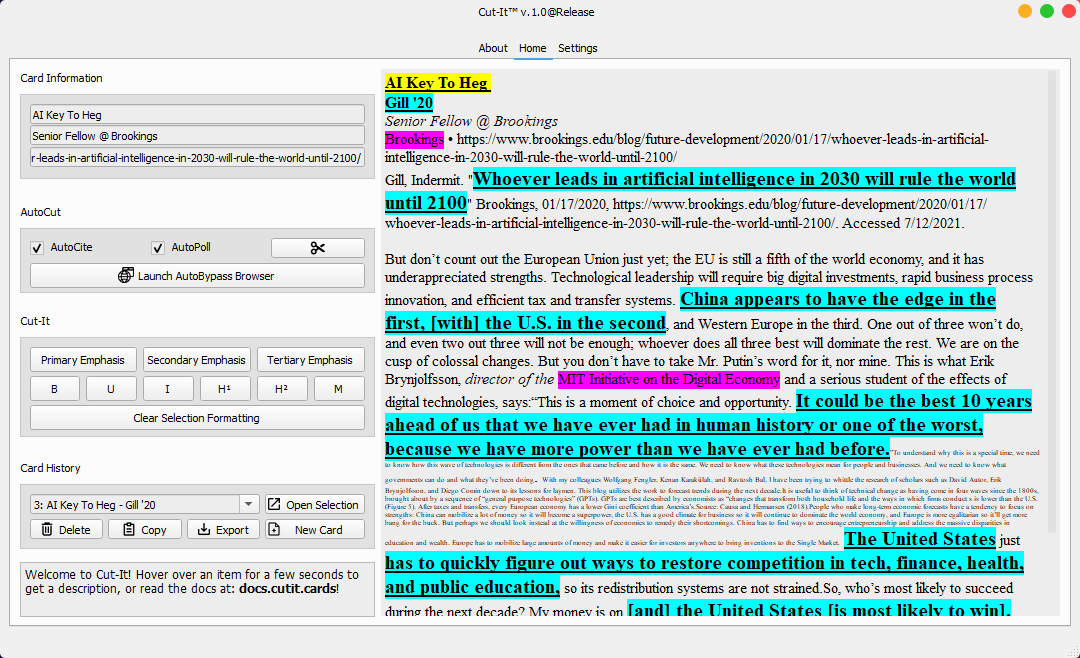 Cut-It™ v.1.0@Release
About Home Settings
Card Information
AI Key To Heg
Senior Fellow @ Brookings
r-leads-in-artificial-intelligence-in-2030-will-rule-the-world-until-2100/
AutoCut
AutoCite
AutoPoll
Launch AutoBypass Browser
Cut-It
Primary Emphasis
Secondary Emphasis
Tertiary Emphasis
B
U
I
H¹
H²
M
Clear Selection Formatting
Card History
3: AI Key To Heg - Gill '20
Open Selection
Delete
Copy
Export
New Card
Welcome to Cut-It! Hover over an item for a few seconds to
get a description, or read the docs at: docs.cutit.cards!
AI Key To Heg
Gill '20
Senior Fellow @ Brookings
Brookings • https://www.brookings.edu/blog/future-development/2020/01/17/whoever-leads-in-artificial-
intelligence-in-2030-will-rule-the-world-until-2100/
Gill, Indermit. "Whoever leads in artificial intelligence in 2030 will rule the world
until 2100" Brookings, 01/17/2020, https://www.brookings.edu/blog/future-development/2020/01/17/
whoever-leads-in-artificial-intelligence-in-2030-will-rule-the-world-until-2100/. Accessed 7/12/2021.
But don’t count out the European Union just yet; the EU is still a fifth of the world economy, and it has
underappreciated strengths. Technological leadership will require big digital investments, rapid business process
innovation, and efficient tax and transfer systems. China appears to have the edge in the
first, [with] the U.S. in the second, and Western Europe in the third. One out of three won’t do,
and even two out three will not be enough; whoever does all three best will dominate the rest. We are on the
cusp of colossal changes. But you don’t have to take Mr. Putin’s word for it, nor mine. This is what Erik
Brynjolfsson, director of the MIT Initiative on the Digital Economy and a serious student of the effects of
digital technologies, says:“This is a moment of choice and opportunity. It could be the best 10 years
ahead of us that we have ever had in human history or one of the worst,
because we have more power than we have ever had before.”To understand why this is a special time, we need
to know how this wave of technologies is different from the ones that came before and how it is the same. We need to know what these technologies mean for people and businesses. And we need to know what
governments can do and what they’ve been doing. With my colleagues Wolfgang Fengler, Kenan Karakülah, and Ravtosh Bal, I have been trying to whittle the research of scholars such as David Autor, Erik
Brynjolfsson, and Diego Comin down to its lessons for laymen. This blog utilizes the work to forecast trends during the next decade.It is useful to think of technical change as having come in four waves since the 1800s,
brought about by a sequence of “general purpose technologies” (GPTs). GPTs are best described by economists as “changes that transform both household life and the ways in which firms conduct s is lower than the U.S.
(Figure 5). After taxes and transfers, every European economy has a lower Gini coefficient than America’s.Source: Causa and Hermansen (2018).People who make long-term economic forecasts have a tendency to focus on
strengths: China can mobilize a lot of money so it will become a superpower, the U.S. has a good climate for business so it will continue to dominate the world economy, and Europe is more egalitarian so it’ll get more
bang for the buck. But perhaps we should look instead at the willingness of economies to remedy their shortcomings. China has to find ways to encourage entrepreneurship and address the massive disparities in
education and wealth. Europe has to mobilize large amounts of money and make it easier for investors anywhere to bring inventions to the Single Market. The United States just
has to quickly figure out ways to restore competition in tech, finance, health,
and public education, so its redistribution systems are not strained.So, who’s most likely to succeed
during the next decade? My money is on [and] the United States [is most likely to win].